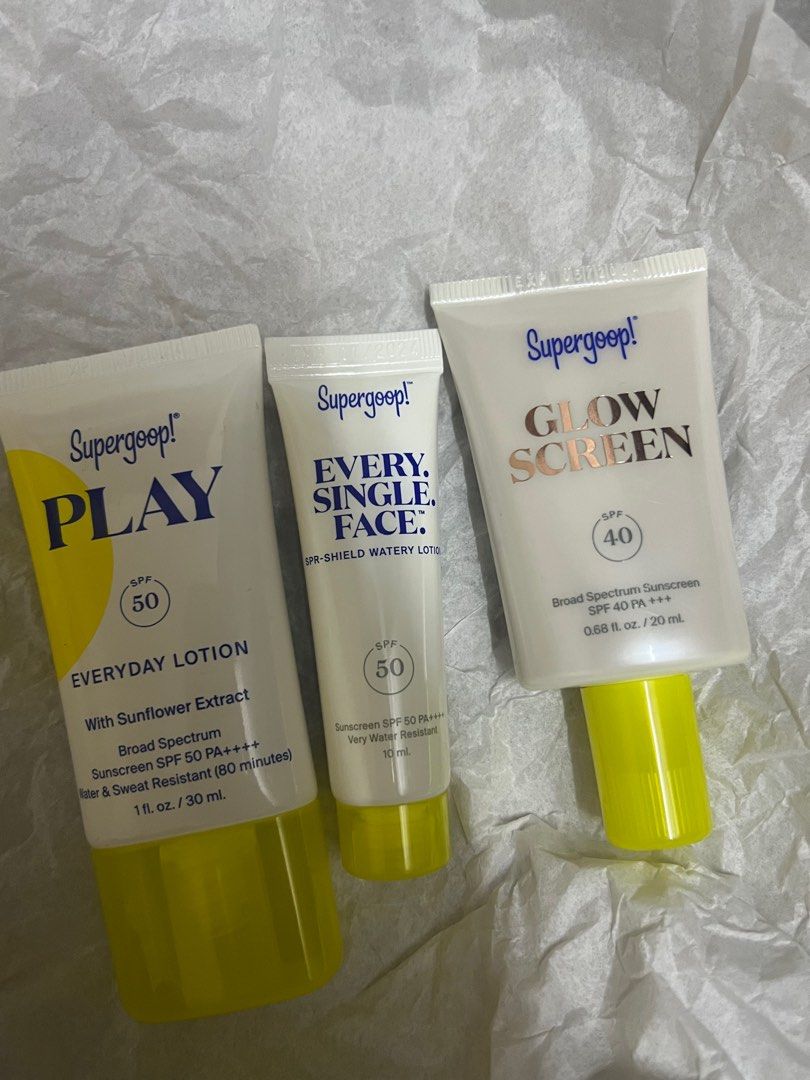 Supergoop!®
PLAY
SPF
50
EVERYDAY LOTION
With Sunflower Extract
Broad Spectrum
Sunscreen SPF 50 PA++++
Water & Sweat Resistant (80 minutes)
1 fl. oz. / 30 ml.
Supergoop!™
EVERY.
SINGLE.
FACE.™
SPR-SHIELD WATERY LOTION
SPF
50
Sunscreen SPF 50 PA++++
Very Water Resistant
10 ml.
Supergoop!
GLOW
SCREEN
SPF
40
Broad Spectrum Sunscreen
SPF 40 PA +++
0.68 fl. oz. / 20 ml.